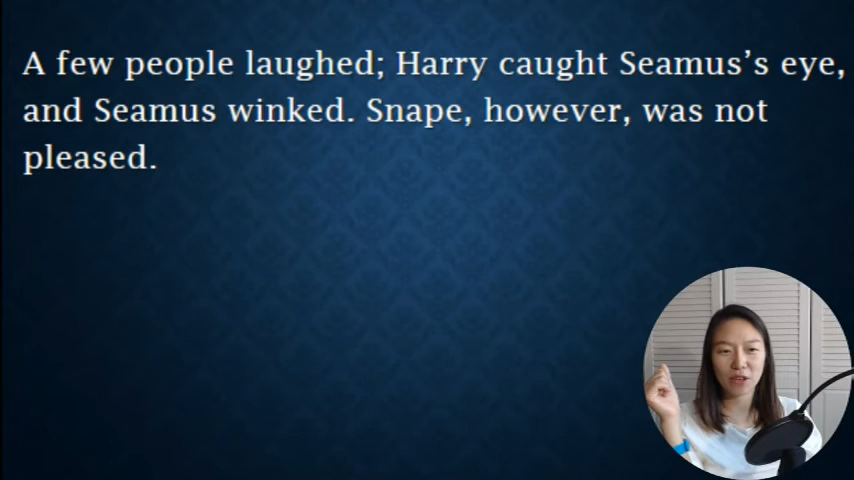 A few people laughed; Harry caught Seamus’s eye,
and Seamus winked. Snape, however, was not
pleased.